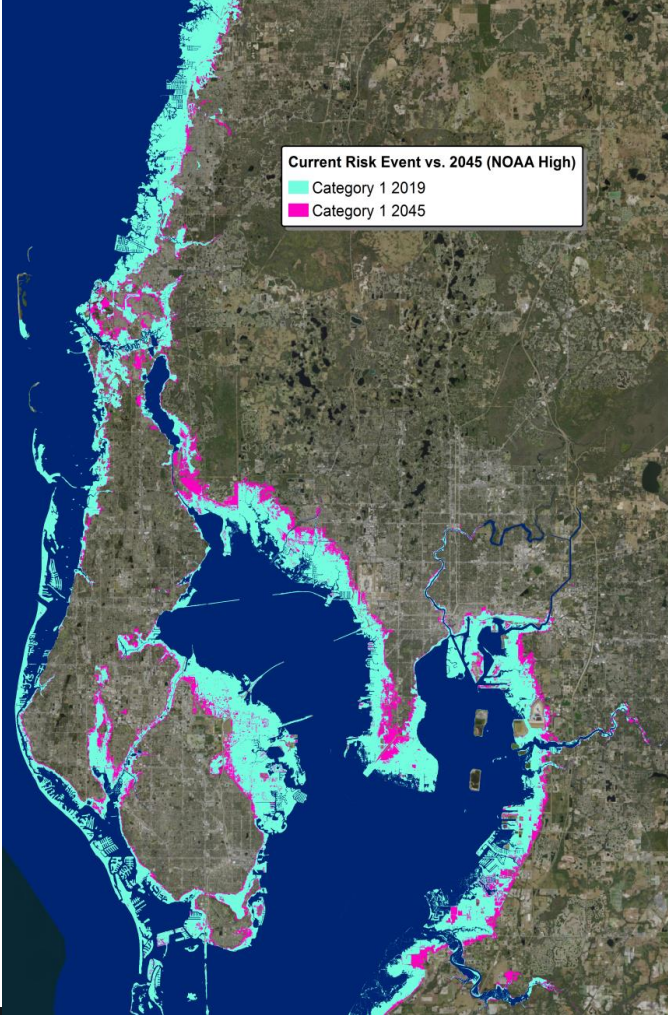 Current Risk Event vs. 2045 (NOAA High)
Category 1 2019
Category 1 2045